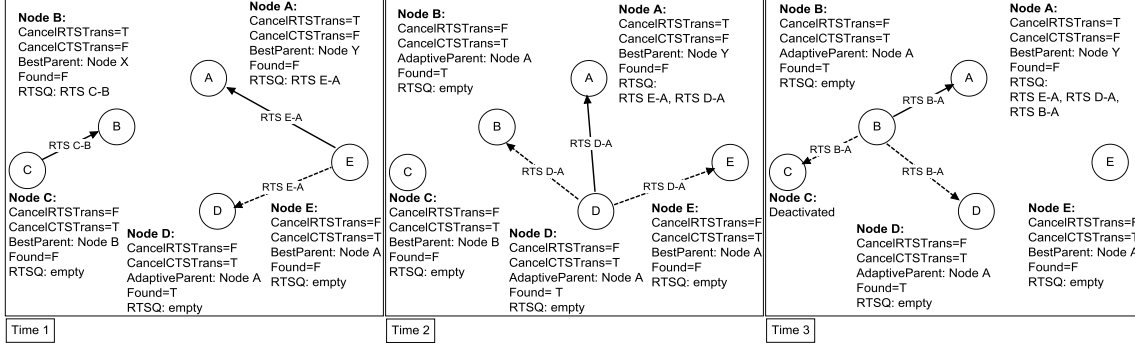 Node B:
CancelRTSTrans=T
CancelCTSTrans=F
BestParent: Node X
Found=F
RTSQ: RTS C-B
Node A:
CancelRTSTrans=T
CancelCTSTrans=F
BestParent: Node Y
Found=F
RTSQ: RTS E-A
A
B
RTS E-A
RTS C-B
C
E
RTS E-A
D
Node C:
CancelRTSTrans=F
CancelCTSTrans=T
BestParent: Node B
Found=F
RTSQ: empty
Node D:
CancelRTSTrans=F
CancelCTSTrans=T
AdaptiveParent: Node A
Found= T
RTSQ: empty
Node E:
CancelRTSTrans=F
CancelCTSTrans=T
BestParent: Node A
Found=F
RTSQ: empty
Time 1
Node B:
CancelRTSTrans=F
CancelCTSTrans=T
AdaptiveParent: Node A
Found=T
RTSQ: empty
Node A:
CancelRTSTrans=T
CancelCTSTrans=F
BestParent: Node Y
Found=F
RTSQ:
RTS E-A, RTS D-A
A
B
RTS D-A
E
C
RTS D-A
RTS D-A
D
Node C:
CancelRTSTrans=F
CancelCTSTrans=T
BestParent: Node B
Found=F
RTSQ: empty
Node D:
CancelRTSTrans=F
CancelCTSTrans=T
AdaptiveParent: Node A
Found= T
RTSQ: empty
Node E:
CancelRTSTrans=F
CancelCTSTrans=T
BestParent: Node A
Found=F
RTSQ: empty
Time 2
Node B:
CancelRTSTrans=F
CancelCTSTrans=T
AdaptiveParent: Node A
Found=T
RTSQ: empty
Node A:
CancelRTSTrans=T
CancelCTSTrans=F
BestParent: Node Y
Found=F
RTSQ:
RTS E-A, RTS D-A,
RTS B-A
A
RTS B-A
B
RTS B-A
C
RTS B-A
E
D
Node C:
Deactivated
Node D:
CancelRTSTrans=F
CancelCTSTrans=T
AdaptiveParent: Node A
Found=T
RTSQ: empty
Node E:
CancelRTSTrans=F
CancelCTSTrans=T
BestParent: Node A
Found=F
RTSQ: empty
Time 3